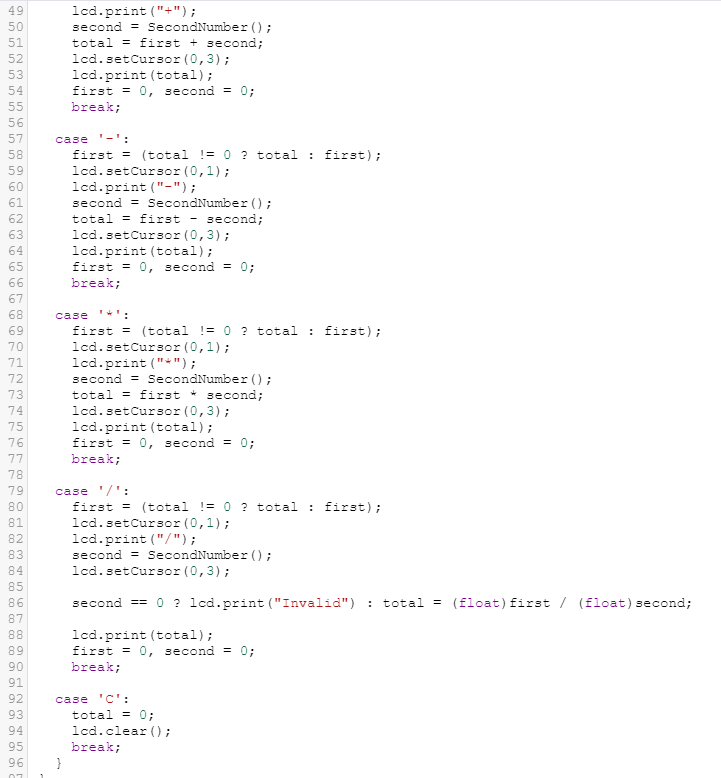 49 lcd.print("+");
50 second = SecondNumber();
51 total = first + second;
52 lcd.setCursor(0,3);
53 lcd.print(total);
54 first = 0, second = 0;
55 break;
56
57 case '-':
58 first = (total != 0 ? total : first);
59 lcd.setCursor(0,1);
60 lcd.print("-");
61 second = SecondNumber();
62 total = first - second;
63 lcd.setCursor(0,3);
64 lcd.print(total);
65 first = 0, second = 0;
66 break;
67
68 case '*':
69 first = (total != 0 ? total : first);
70 lcd.setCursor(0,1);
71 lcd.print("*");
72 second = SecondNumber();
73 total = first * second;
74 lcd.setCursor(0,3);
75 lcd.print(total);
76 first = 0, second = 0;
77 break;
78
79 case '/':
80 first = (total != 0 ? total : first);
81 lcd.setCursor(0,1);
82 lcd.print("/");
83 second = SecondNumber();
84 lcd.setCursor(0,3);
85
86 second == 0 ? lcd.print("Invalid") : total = (float)first / (float)second;
87
88 lcd.print(total);
89 first = 0, second = 0;
90 break;
91
92 case 'C':
93 total = 0;
94 lcd.clear();
95 break;
96 }